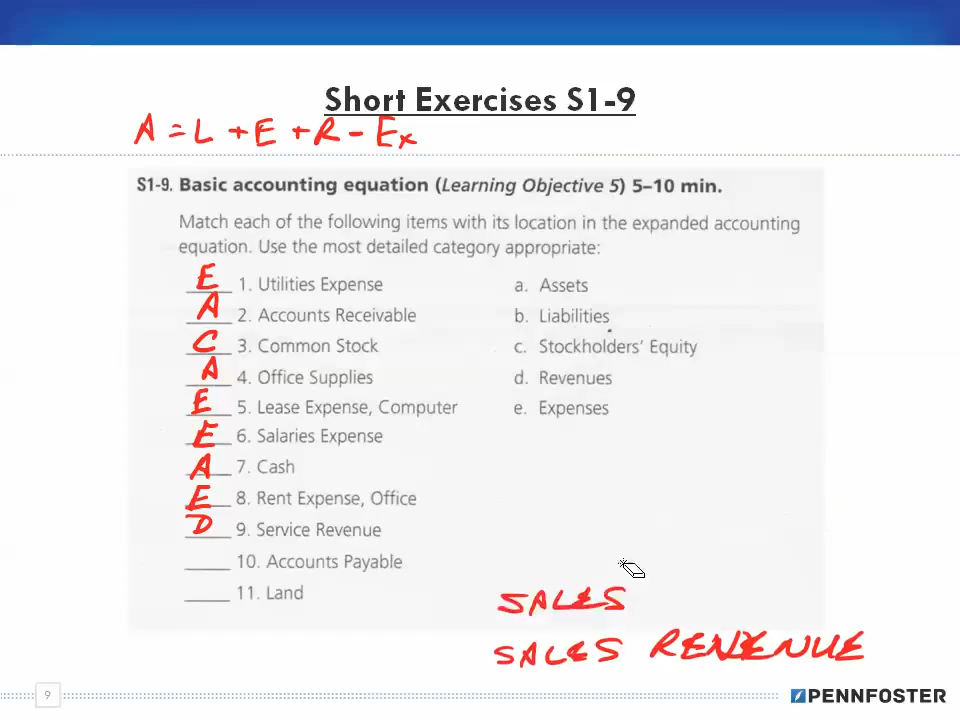 Short Exercises S1-9
A = L + E + R - Ex
S1-9. Basic accounting equation (Learning Objective 5) 5–10 min.
Match each of the following items with its location in the expanded accounting
equation. Use the most detailed category appropriate:
E 1. Utilities Expense a. Assets
A 2. Accounts Receivable b. Liabilities
C 3. Common Stock c. Stockholders' Equity
A 4. Office Supplies d. Revenues
E 5. Lease Expense, Computer e. Expenses
E 6. Salaries Expense
A 7. Cash
E 8. Rent Expense, Office
D 9. Service Revenue
____ 10. Accounts Payable
____ 11. Land
SALES
SALES REVENUE
9
PENNFOSTER